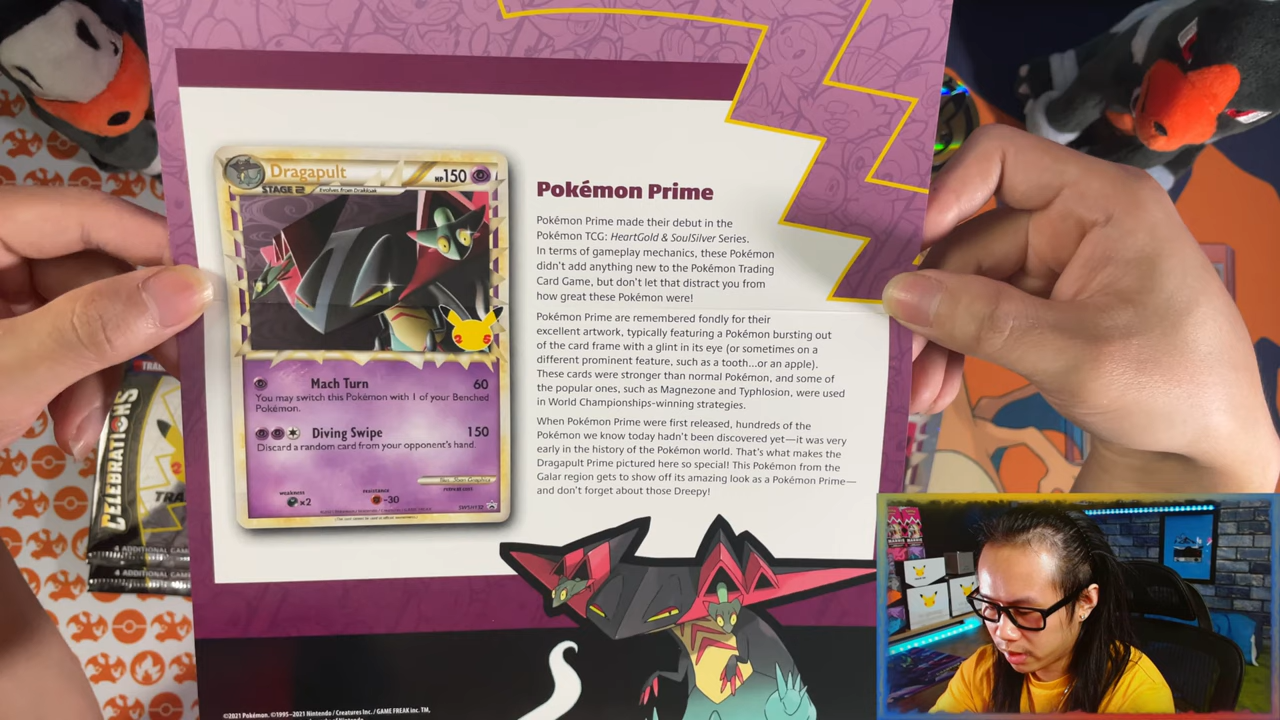 Dragapult
HP 150
STAGE 2
Evolves from Drakloak
25
Mach Turn 60
You may switch this Pokémon with 1 of your Benched
Pokémon.
Diving Swipe 150
Discard a random card from your opponent's hand.
weakness
×2
resistance
-30
retreat cost
SWSH132
Pokémon Prime
Pokémon Prime made their debut in the
Pokémon TCG: HeartGold & SoulSilver Series.
In terms of gameplay mechanics, these Pokémon
didn't add anything new to the Pokémon Trading
Card Game, but don't let that distract you from
how great these Pokémon were!
Pokémon Prime are remembered fondly for their
excellent artwork, typically featuring a Pokémon bursting out
of the card frame with a glint in its eye (or sometimes on a
different prominent feature, such as a tooth...or an apple).
These cards were stronger than normal Pokémon, and some of
the popular ones, such as Magnezone and Typhlosion, were used
in World Championships-winning strategies.
When Pokémon Prime were first released, hundreds of the
Pokémon we know today hadn't been discovered yet—it was very
early in the history of the Pokémon world. That's what makes the
Dragapult Prime pictured here so special! This Pokémon from the
Galar region gets to show off its amazing look as a Pokémon Prime—
and don't forget about those Dreepy!
CELEBRATIONS
TRA
4 ADDITIONAL GAM
4 ADDITIONAL GAM
©2021 Pokémon. ©1995–2021 Nintendo / Creatures Inc. / GAME FREAK inc. TM,